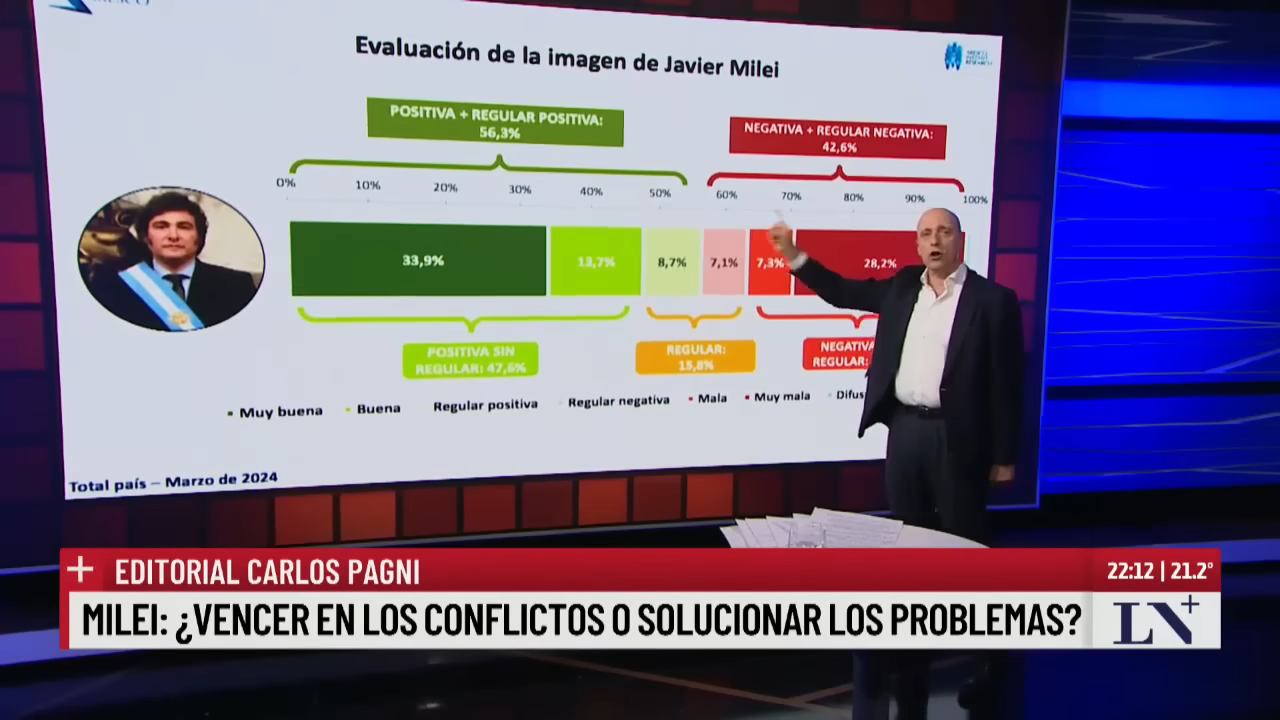 Evaluación de la imagen de Javier Milei
POSITIVA + REGULAR POSITIVA:
56,3%
NEGATIVA + REGULAR NEGATIVA:
42,6%
0% 10% 20% 30% 40% 50% 60% 70% 80% 90% 100%
33,9% 13,7% 8,7% 7,1% 7,3% 28,2%
POSITIVA SIN
REGULAR: 47,6%
REGULAR:
15,8%
NEGATIVA
REGULAR:
Muy buena Buena Regular positiva Regular negativa Mala Muy mala Difus
Total país – Marzo de 2024
EDITORIAL CARLOS PAGNI
22:12 | 21.2°
MILEI: ¿VENCER EN LOS CONFLICTOS O SOLUCIONAR LOS PROBLEMAS?
LN+